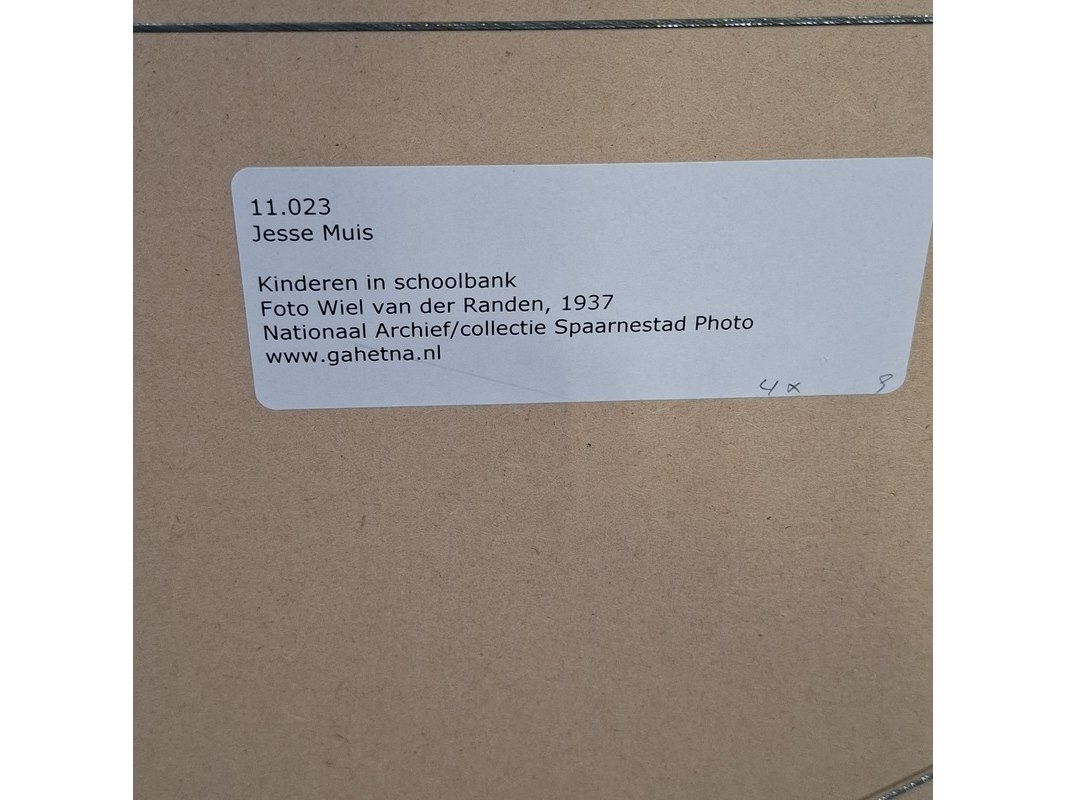 11.023
Jesse Muis
Kinderen in schoolbank
Foto Wiel van der Randen, 1937
Nationaal Archief/collectie Spaarnestad Photo
www.gahetna.nl
4x